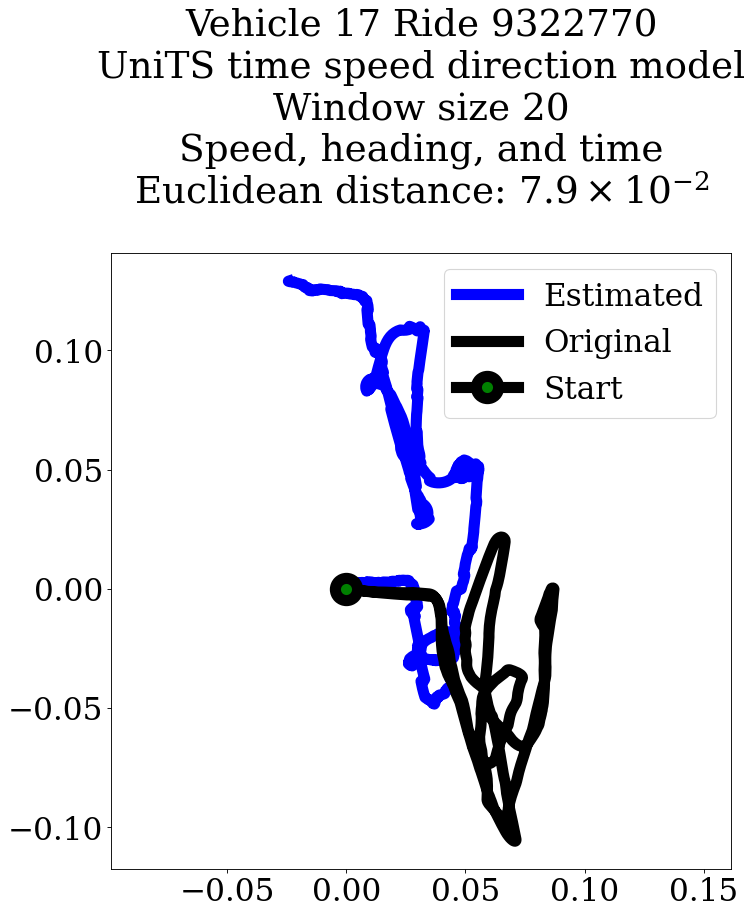 Vehicle 17 Ride 9322770
UniTS time speed direction model
Window size 20
Speed, heading, and time
Euclidean distance: 7.9 × 10⁻²
Estimated
Original
Start
0.10
0.05
0.00
−0.05
−0.10
−0.05 0.00 0.05 0.10 0.15